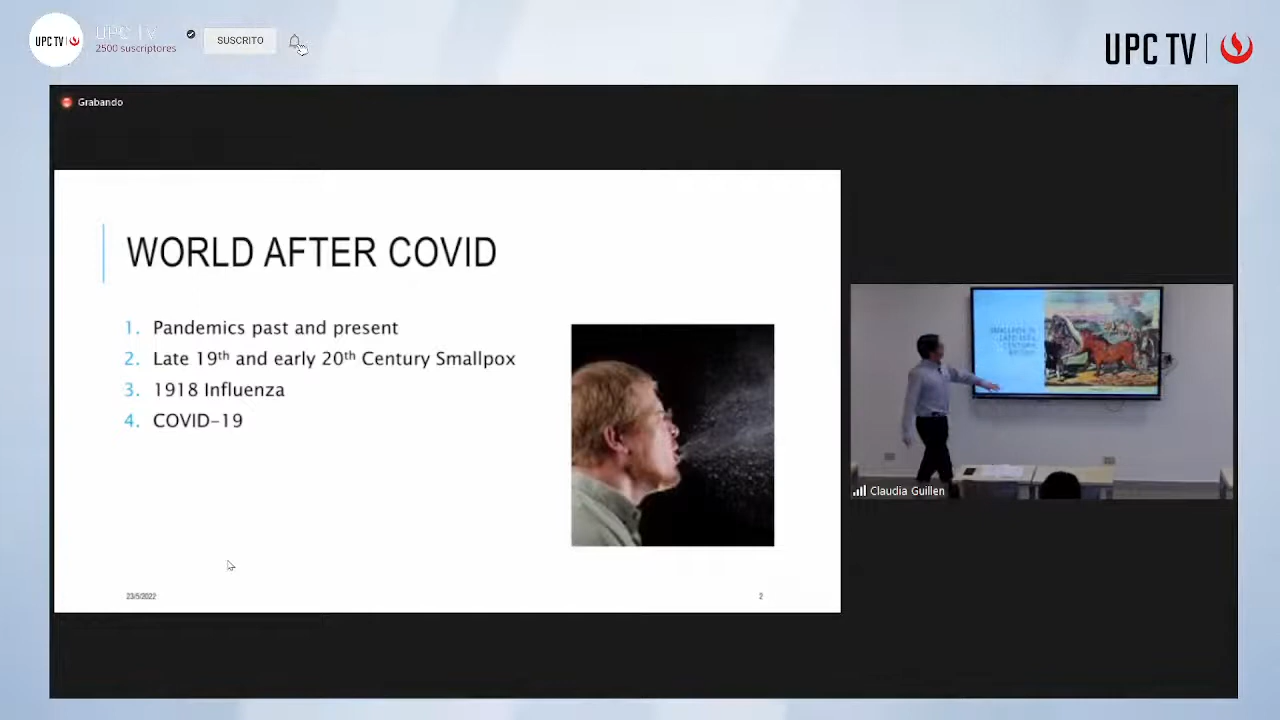 UPC TV
UPC TV
2500 suscriptores
SUSCRITO
UPC TV
Grabando
WORLD AFTER COVID
1. Pandemics past and present
2. Late 19th and early 20th Century Smallpox
3. 1918 Influenza
4. COVID-19
23/5/2022
2
Claudia Guillen